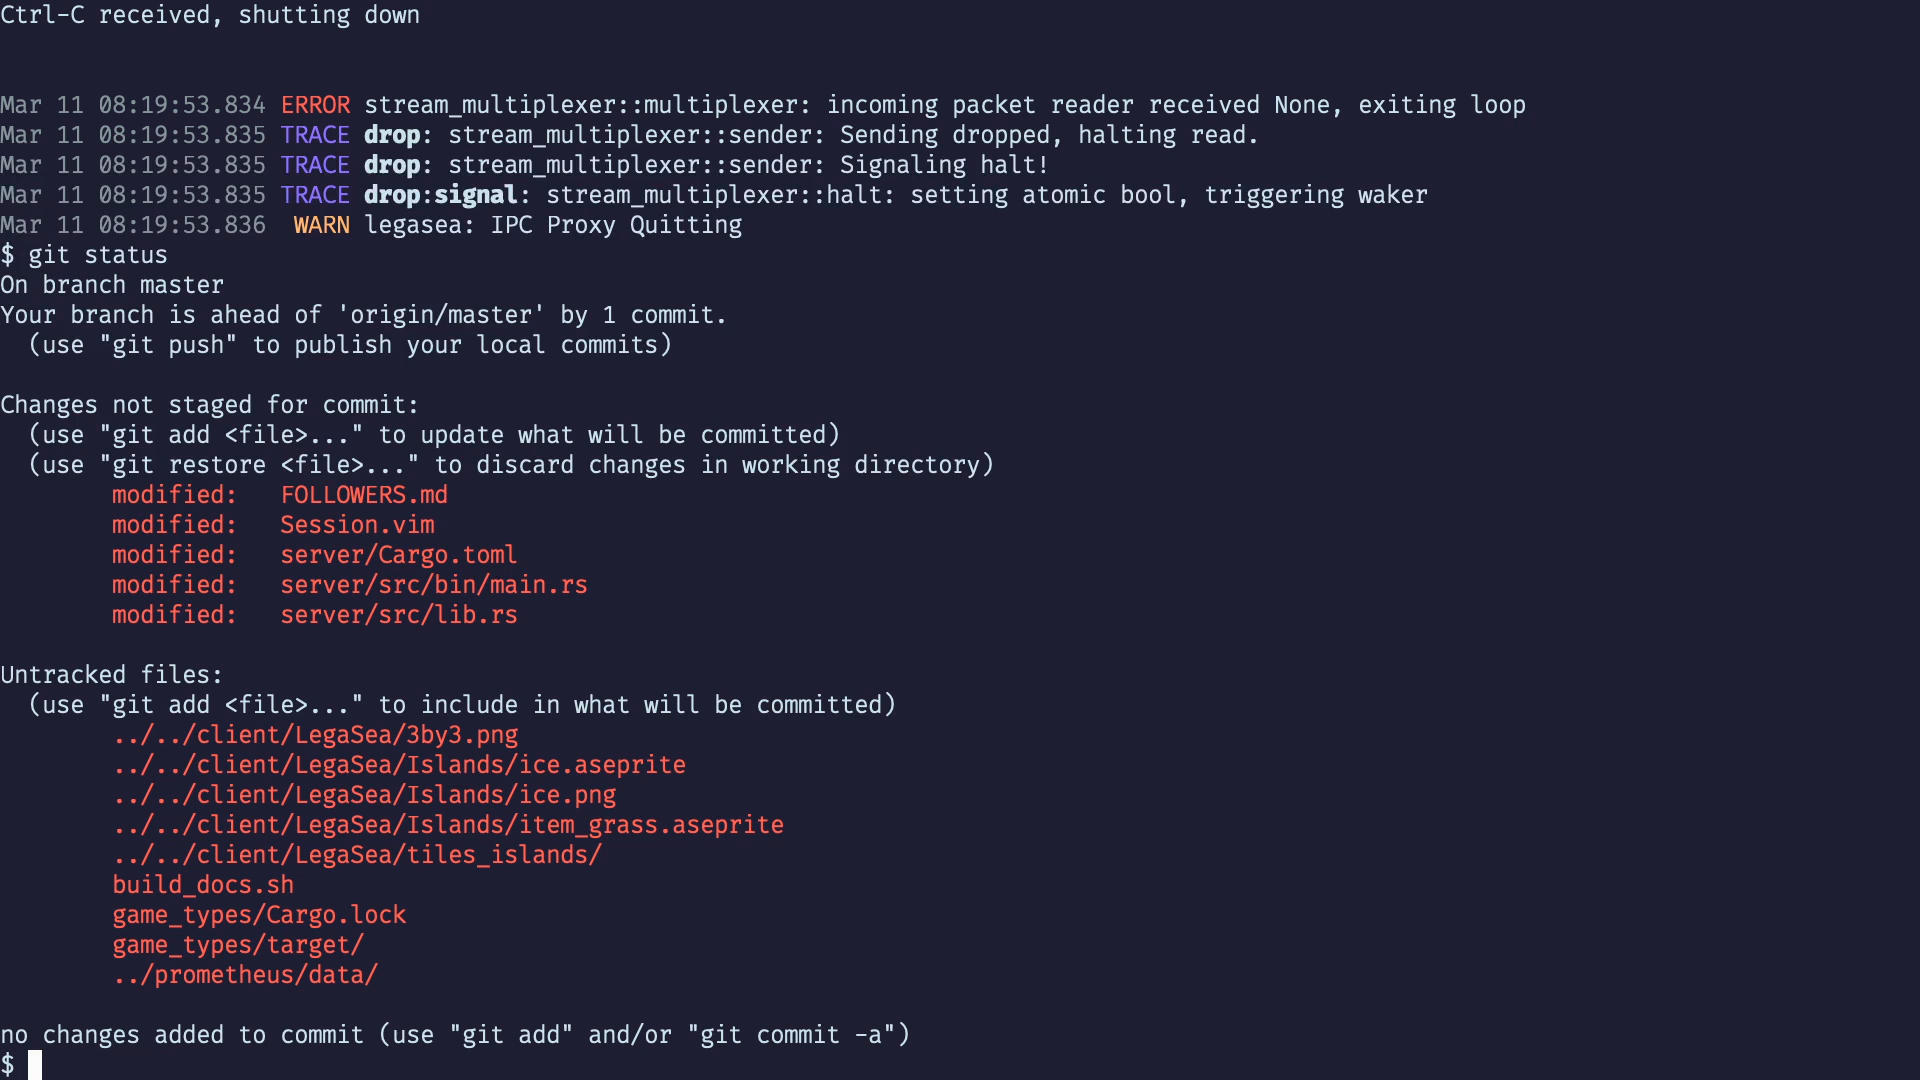 Ctrl-C received, shutting down
Mar 11 08:19:53.834 ERROR stream_multiplexer::multiplexer: incoming packet reader received None, exiting loop
Mar 11 08:19:53.835 TRACE drop: stream_multiplexer::sender: Sending dropped, halting read.
Mar 11 08:19:53.835 TRACE drop: stream_multiplexer::sender: Signaling halt!
Mar 11 08:19:53.835 TRACE drop:signal: stream_multiplexer::halt: setting atomic bool, triggering waker
Mar 11 08:19:53.836  WARN legasea: IPC Proxy Quitting
$ git status
On branch master
Your branch is ahead of 'origin/master' by 1 commit.
  (use "git push" to publish your local commits)

Changes not staged for commit:
  (use "git add <file>..." to update what will be committed)
  (use "git restore <file>..." to discard changes in working directory)
        modified:   FOLLOWERS.md
        modified:   Session.vim
        modified:   server/Cargo.toml
        modified:   server/src/bin/main.rs
        modified:   server/src/lib.rs

Untracked files:
  (use "git add <file>..." to include in what will be committed)
        ../../client/LegaSea/3by3.png
        ../../client/LegaSea/Islands/ice.aseprite
        ../../client/LegaSea/Islands/ice.png
        ../../client/LegaSea/Islands/item_grass.aseprite
        ../../client/LegaSea/tiles_islands/
        build_docs.sh
        game_types/Cargo.lock
        game_types/target/
        ../prometheus/data/

no changes added to commit (use "git add" and/or "git commit -a")
$